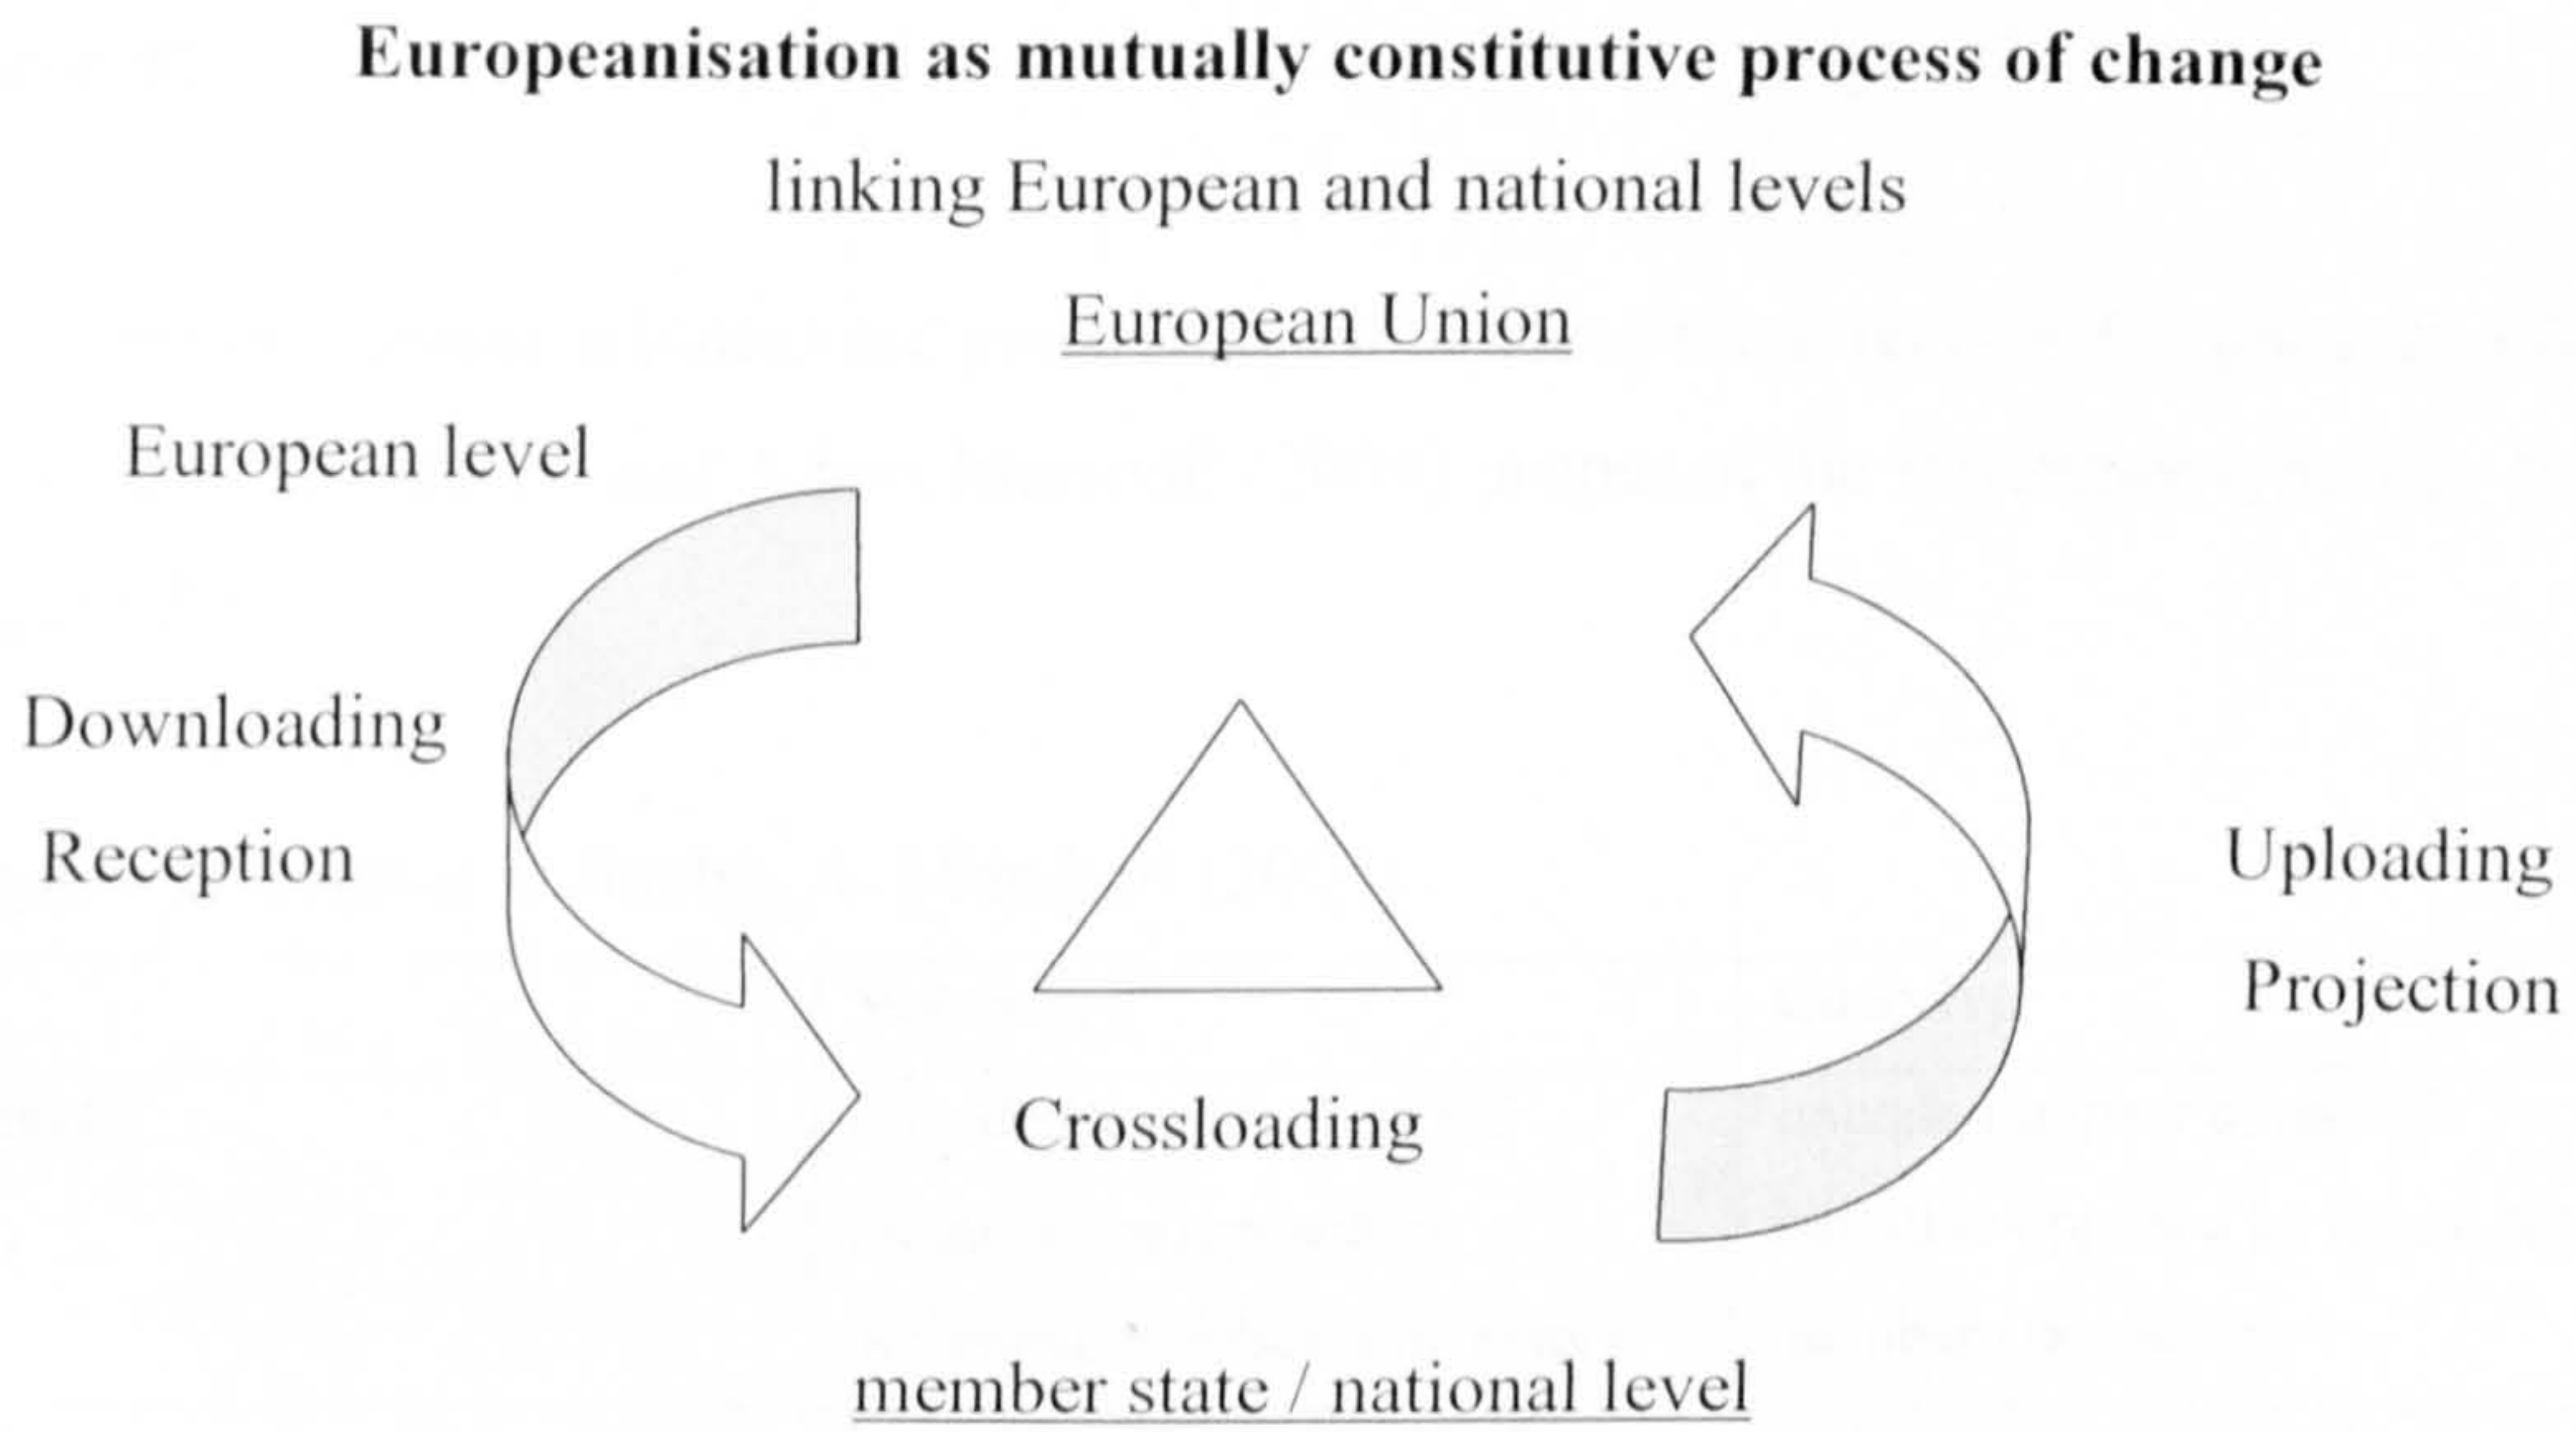 Europeanisation as mutually constitutive process of change
linking European and national levels
European Union
European level
Downloading
Reception
Uploading
Projection
Crossloading
member state / national level